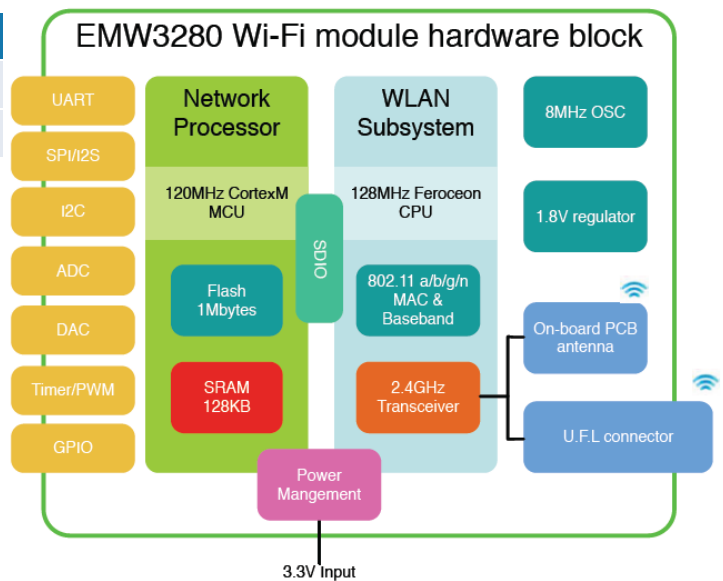 EMW3280 Wi-Fi module hardware block
UART
SPI/I2S
I2C
ADC
DAC
Timer/PWM
GPIO
Network
Processor
120MHz CortexM
MCU
Flash
1Mbytes
SRAM
128KB
SDIO
WLAN
Subsystem
128MHz Feroceon
CPU
802.11 a/b/g/n
MAC &
Baseband
2.4GHz
Transceiver
8MHz OSC
1.8V regulator
On-board PCB
antenna
U.F.L connector
Power
Mangement
3.3V Input